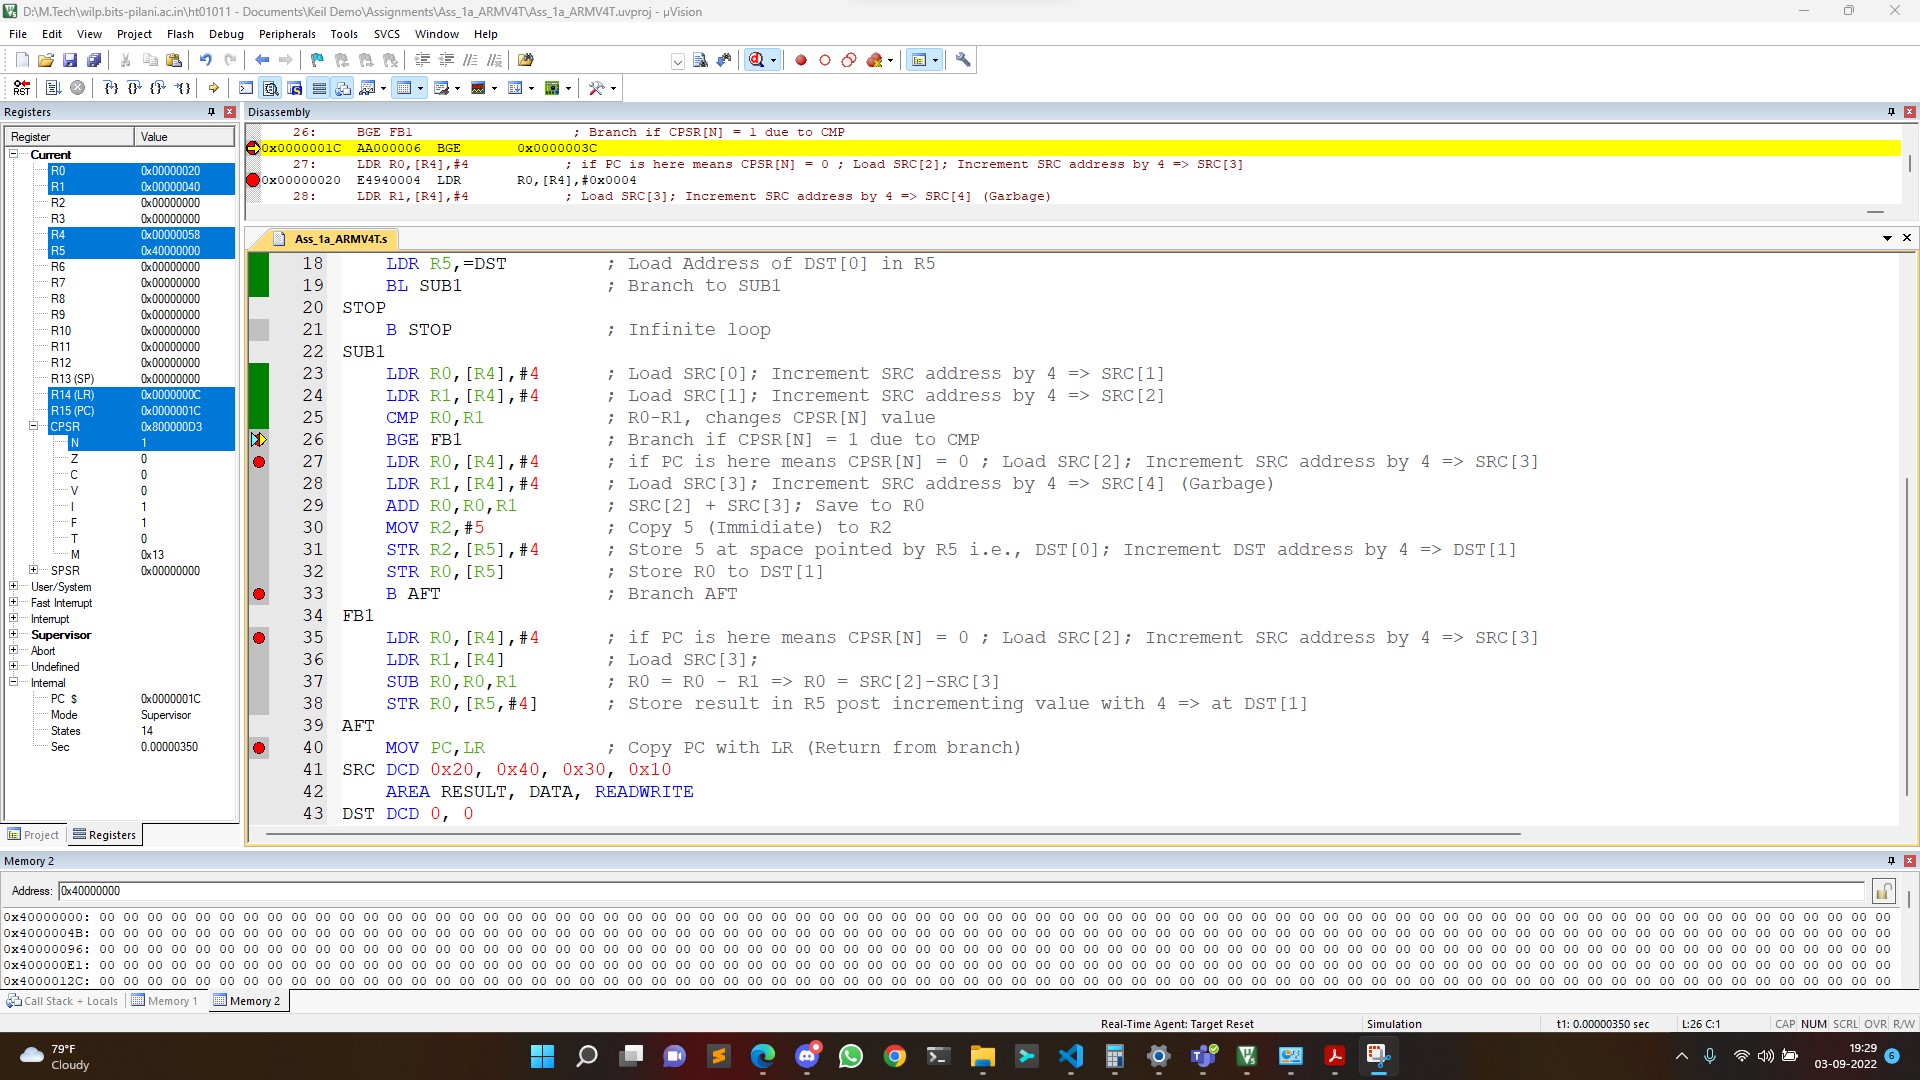 D:\M.Tech\wilp.bits-pilani.ac.in\ht01011 - Documents\Keil Demo\Assignments\Ass_1a_ARMV4T\Ass_1a_ARMV4T.uvproj - µVision
File Edit View Project Flash Debug Peripherals Tools SVCS Window Help
Registers
Register Value
Current
R0 0x00000020
R1 0x00000040
R2 0x00000000
R3 0x00000000
R4 0x00000058
R5 0x40000000
R6 0x00000000
R7 0x00000000
R8 0x00000000
R9 0x00000000
R10 0x00000000
R11 0x00000000
R12 0x00000000
R13 (SP) 0x00000000
R14 (LR) 0x0000000C
R15 (PC) 0x0000001C
CPSR 0x800000D3
N 1
Z 0
C 0
V 0
I 1
F 1
T 0
M 0x13
SPSR 0x00000000
User/System
Fast Interrupt
Interrupt
Supervisor
Abort
Undefined
Internal
PC $ 0x0000001C
Mode Supervisor
States 14
Sec 0.00000350
Project Registers
Disassembly
26: BGE FB1 ; Branch if CPSR[N] = 1 due to CMP
0x0000001C AA000006 BGE 0x0000003C
27: LDR R0,[R4],#4 ; if PC is here means CPSR[N] = 0 ; Load SRC[2]; Increment SRC address by 4 => SRC[3]
0x00000020 E4940004 LDR R0,[R4],#0x0004
28: LDR R1,[R4],#4 ; Load SRC[3]; Increment SRC address by 4 => SRC[4] (Garbage)
Ass_1a_ARMV4T.s
18 LDR R5,=DST ; Load Address of DST[0] in R5
19 BL SUB1 ; Branch to SUB1
20 STOP
21 B STOP ; Infinite loop
22 SUB1
23 LDR R0,[R4],#4 ; Load SRC[0]; Increment SRC address by 4 => SRC[1]
24 LDR R1,[R4],#4 ; Load SRC[1]; Increment SRC address by 4 => SRC[2]
25 CMP R0,R1 ; R0-R1, changes CPSR[N] value
26 BGE FB1 ; Branch if CPSR[N] = 1 due to CMP
27 LDR R0,[R4],#4 ; if PC is here means CPSR[N] = 0 ; Load SRC[2]; Increment SRC address by 4 => SRC[3]
28 LDR R1,[R4],#4 ; Load SRC[3]; Increment SRC address by 4 => SRC[4] (Garbage)
29 ADD R0,R0,R1 ; SRC[2] + SRC[3]; Save to R0
30 MOV R2,#5 ; Copy 5 (Immidiate) to R2
31 STR R2,[R5],#4 ; Store 5 at space pointed by R5 i.e., DST[0]; Increment DST address by 4 => DST[1]
32 STR R0,[R5] ; Store R0 to DST[1]
33 B AFT ; Branch AFT
34 FB1
35 LDR R0,[R4],#4 ; if PC is here means CPSR[N] = 0 ; Load SRC[2]; Increment SRC address by 4 => SRC[3]
36 LDR R1,[R4] ; Load SRC[3];
37 SUB R0,R0,R1 ; R0 = R0 - R1 => R0 = SRC[2]-SRC[3]
38 STR R0,[R5,#4] ; Store result in R5 post incrementing value with 4 => at DST[1]
39 AFT
40 MOV PC,LR ; Copy PC with LR (Return from branch)
41 SRC DCD 0x20, 0x40, 0x30, 0x10
42 AREA RESULT, DATA, READWRITE
43 DST DCD 0, 0
Memory 2
Address: 0x40000000
0x40000000: 00 00 00 00 00 00 00 00 00 00 00 00 00 00 00 00 00 00 00 00 00 00 00 00 00 00 00 00 00 00 00 00 00 00 00 00 00 00 00 00 00 00 00 00 00 00 00 00 00 00 00 00 00 00 00 00 00 00 00 00 00 00 00 00 00 00 00 00 00 00 00 00 00 00 00
0x4000004B: 00 00 00 00 00 00 00 00 00 00 00 00 00 00 00 00 00 00 00 00 00 00 00 00 00 00 00 00 00 00 00 00 00 00 00 00 00 00 00 00 00 00 00 00 00 00 00 00 00 00 00 00 00 00 00 00 00 00 00 00 00 00 00 00 00 00 00 00 00 00 00 00 00 00 00
0x40000096: 00 00 00 00 00 00 00 00 00 00 00 00 00 00 00 00 00 00 00 00 00 00 00 00 00 00 00 00 00 00 00 00 00 00 00 00 00 00 00 00 00 00 00 00 00 00 00 00 00 00 00 00 00 00 00 00 00 00 00 00 00 00 00 00 00 00 00 00 00 00 00 00 00 00 00
0x400000E1: 00 00 00 00 00 00 00 00 00 00 00 00 00 00 00 00 00 00 00 00 00 00 00 00 00 00 00 00 00 00 00 00 00 00 00 00 00 00 00 00 00 00 00 00 00 00 00 00 00 00 00 00 00 00 00 00 00 00 00 00 00 00 00 00 00 00 00 00 00 00 00 00 00 00 00
0x4000012C: 00 00 00 00 00 00 00 00 00 00 00 00 00 00 00 00 00 00 00 00 00 00 00 00 00 00 00 00 00 00 00 00 00 00 00 00 00 00 00 00 00 00 00 00 00 00 00 00 00 00 00 00 00 00 00 00 00 00 00 00 00 00 00 00 00 00 00 00 00 00 00 00 00 00 00
Call Stack + Locals Memory 1 Memory 2
Real-Time Agent: Target Reset Simulation t1: 0.00000350 sec L:26 C:1 CAP NUM SCRL OVR R/W
79°F
Cloudy
19:29
03-09-2022
6